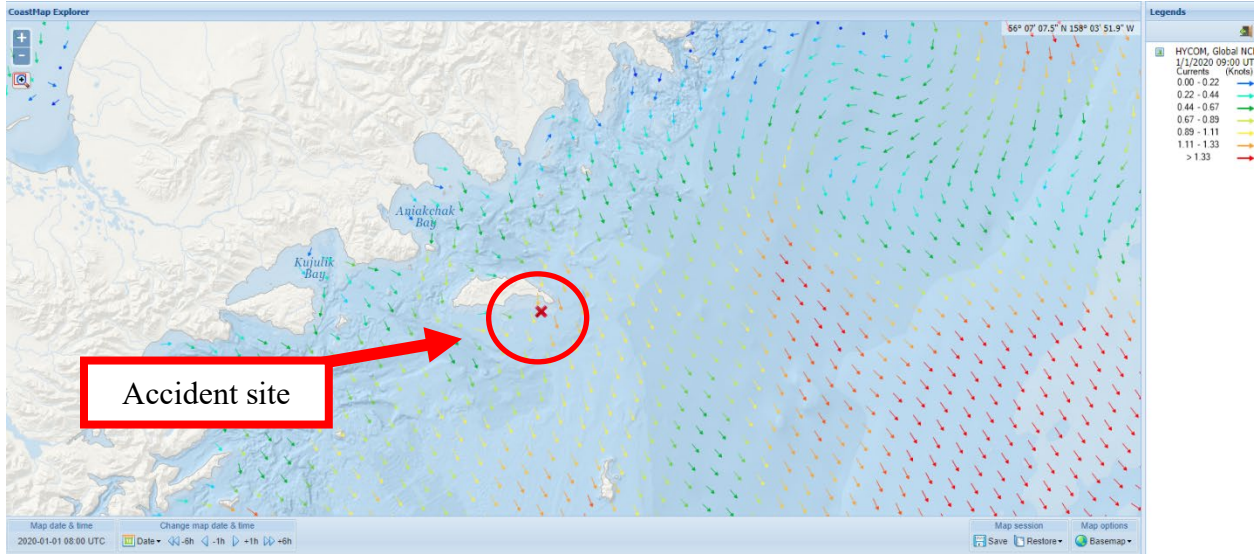 CoastMap Explorer
Legends
56° 07' 07.5" N 158° 03' 51.9" W
HYCOM, Global
1/1/2020 09:00
Currents (Knots)
0.00 - 0.22
0.22 - 0.44
0.44 - 0.67
0.67 - 0.89
0.89 - 1.11
1.11 - 1.33
> 1.33
Aniakchak
Bay
Kujulik
Bay
Accident site
Map date & time
Change map date & time
Map session
Map options
2020-01-01 08:00 UTC
Date
-6h
-1h
+1h
+6h
Save
Restore
Basemap